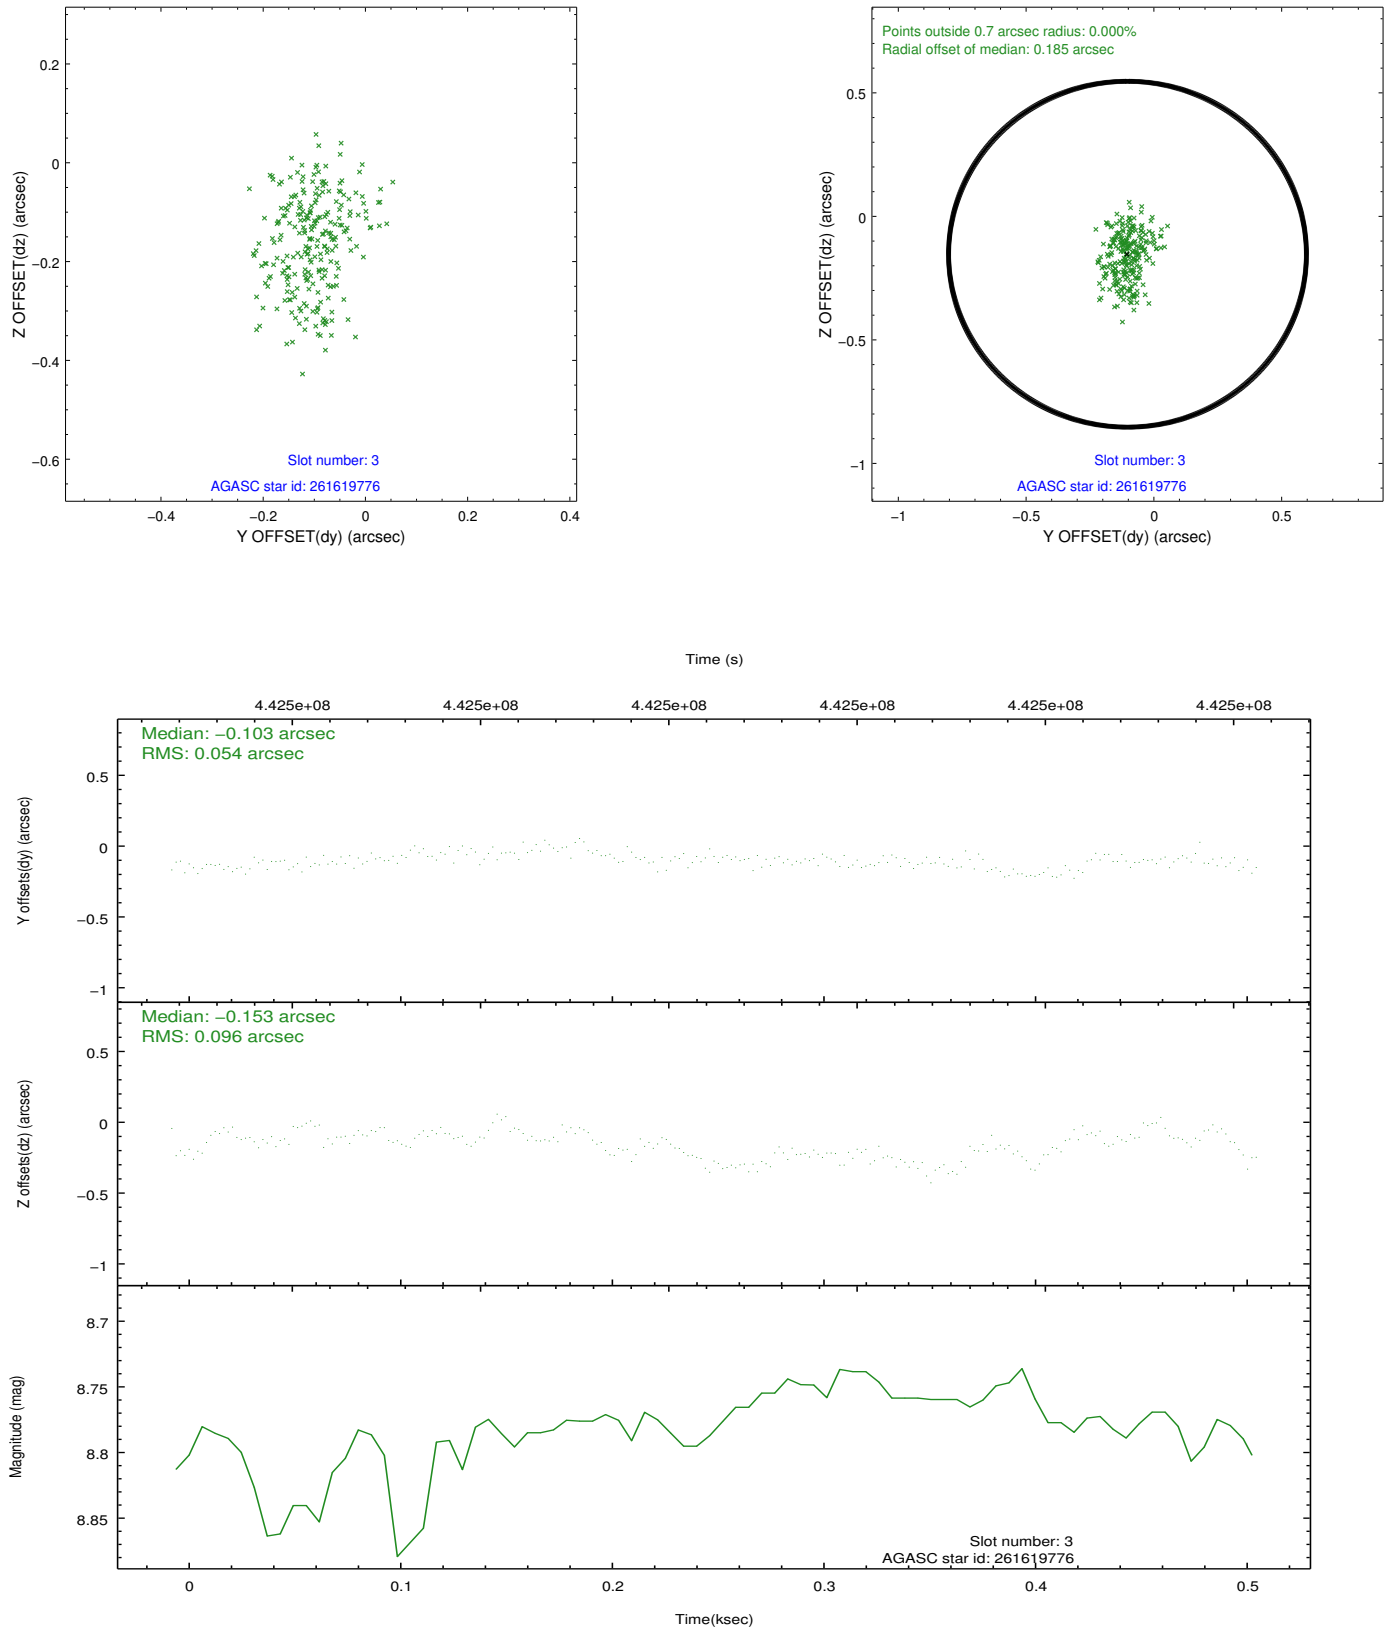 0.2
0
−0.2
−0.4
−0.6
Z OFFSET(dz) (arcsec)
Slot number: 3
AGASC star id: 261619776
−0.4
−0.2
0
0.2
0.4
Y OFFSET(dy) (arcsec)
Points outside 0.7 arcsec radius: 0.000%
Radial offset of median: 0.185 arcsec
0.5
0
−0.5
−1
Z OFFSET(dz) (arcsec)
Slot number: 3
AGASC star id: 261619776
−1
−0.5
0
0.5
Y OFFSET(dy) (arcsec)
Time (s)
4.425e+08
4.425e+08
4.425e+08
4.425e+08
4.425e+08
4.425e+08
Median: −0.103 arcsec
RMS: 0.054 arcsec
0.5
0
−0.5
−1
Y offsets(dy) (arcsec)
Median: −0.153 arcsec
RMS: 0.096 arcsec
0.5
0
−0.5
−1
Z offsets(dz) (arcsec)
8.7
8.75
8.8
8.85
Magnitude (mag)
Slot number: 3
AGASC star id: 261619776
0
0.1
0.2
0.3
0.4
0.5
Time(ksec)